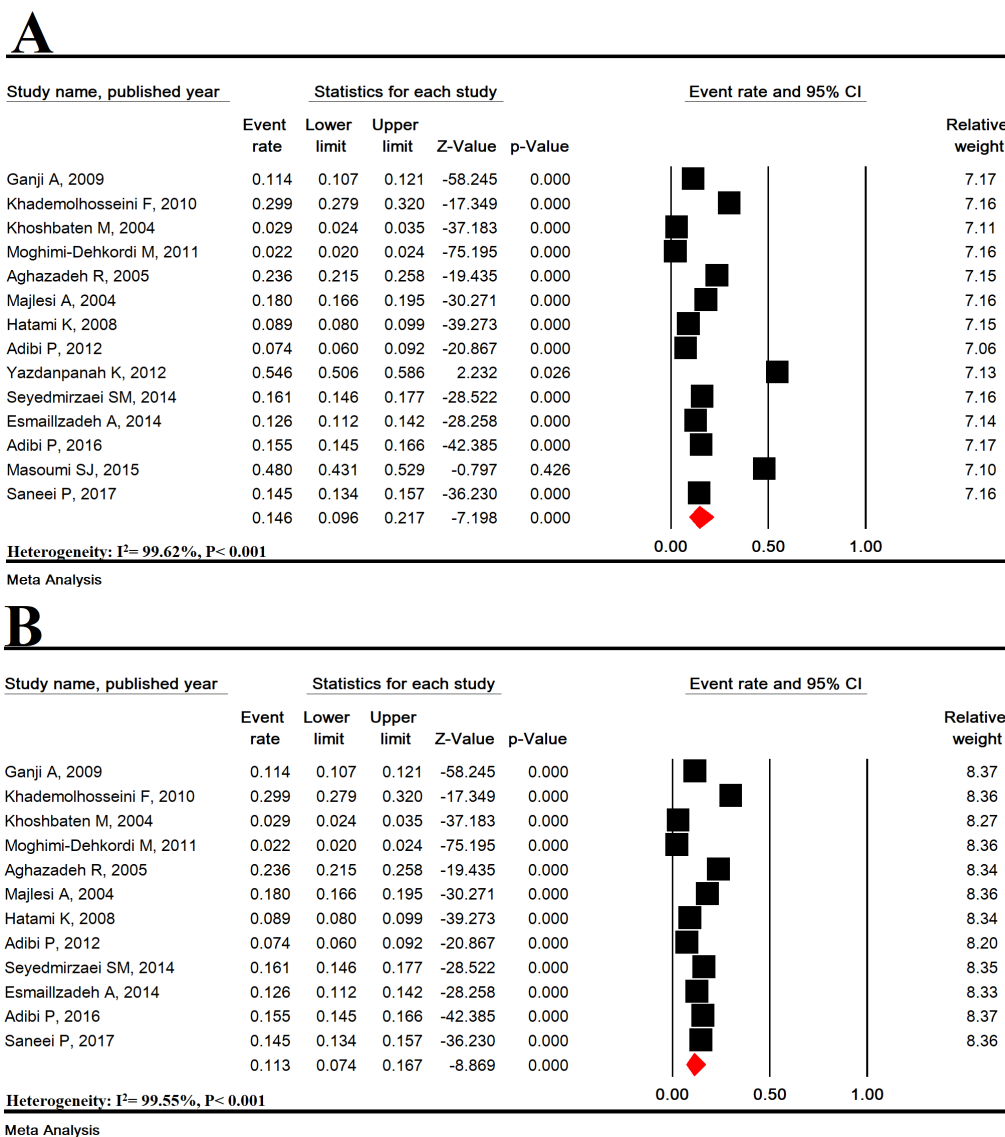 A
Study name, published year Statistics for each study Event rate and 95% CI
Event Lower Upper Relative
rate limit limit Z-Value p-Value weight
Ganji A, 2009 0.114 0.107 0.121 -58.245 0.000 7.17
Khademolhosseini F, 2010 0.299 0.279 0.320 -17.349 0.000 7.16
Khoshbaten M, 2004 0.029 0.024 0.035 -37.183 0.000 7.11
Moghimi-Dehkordi M, 2011 0.022 0.020 0.024 -75.195 0.000 7.16
Aghazadeh R, 2005 0.236 0.215 0.258 -19.435 0.000 7.15
Majlesi A, 2004 0.180 0.166 0.195 -30.271 0.000 7.16
Hatami K, 2008 0.089 0.080 0.099 -39.273 0.000 7.15
Adibi P, 2012 0.074 0.060 0.092 -20.867 0.000 7.06
Yazdanpanah K, 2012 0.546 0.506 0.586 2.232 0.026 7.13
Seyedmirzaei SM, 2014 0.161 0.146 0.177 -28.522 0.000 7.16
Esmaillzadeh A, 2014 0.126 0.112 0.142 -28.258 0.000 7.14
Adibi P, 2016 0.155 0.145 0.166 -42.385 0.000 7.17
Masoumi SJ, 2015 0.480 0.431 0.529 -0.797 0.426 7.10
Saneei P, 2017 0.145 0.134 0.157 -36.230 0.000 7.16
0.146 0.096 0.217 -7.198 0.000
0.00 0.50 1.00
Heterogeneity: I²= 99.62%, P< 0.001
Meta Analysis
B
Study name, published year Statistics for each study Event rate and 95% CI
Event Lower Upper Relative
rate limit limit Z-Value p-Value weight
Ganji A, 2009 0.114 0.107 0.121 -58.245 0.000 8.37
Khademolhosseini F, 2010 0.299 0.279 0.320 -17.349 0.000 8.36
Khoshbaten M, 2004 0.029 0.024 0.035 -37.183 0.000 8.27
Moghimi-Dehkordi M, 2011 0.022 0.020 0.024 -75.195 0.000 8.36
Aghazadeh R, 2005 0.236 0.215 0.258 -19.435 0.000 8.34
Majlesi A, 2004 0.180 0.166 0.195 -30.271 0.000 8.36
Hatami K, 2008 0.089 0.080 0.099 -39.273 0.000 8.34
Adibi P, 2012 0.074 0.060 0.092 -20.867 0.000 8.20
Seyedmirzaei SM, 2014 0.161 0.146 0.177 -28.522 0.000 8.35
Esmaillzadeh A, 2014 0.126 0.112 0.142 -28.258 0.000 8.33
Adibi P, 2016 0.155 0.145 0.166 -42.385 0.000 8.37
Saneei P, 2017 0.145 0.134 0.157 -36.230 0.000 8.36
0.113 0.074 0.167 -8.869 0.000
0.00 0.50 1.00
Heterogeneity: I²= 99.55%, P< 0.001
Meta Analysis